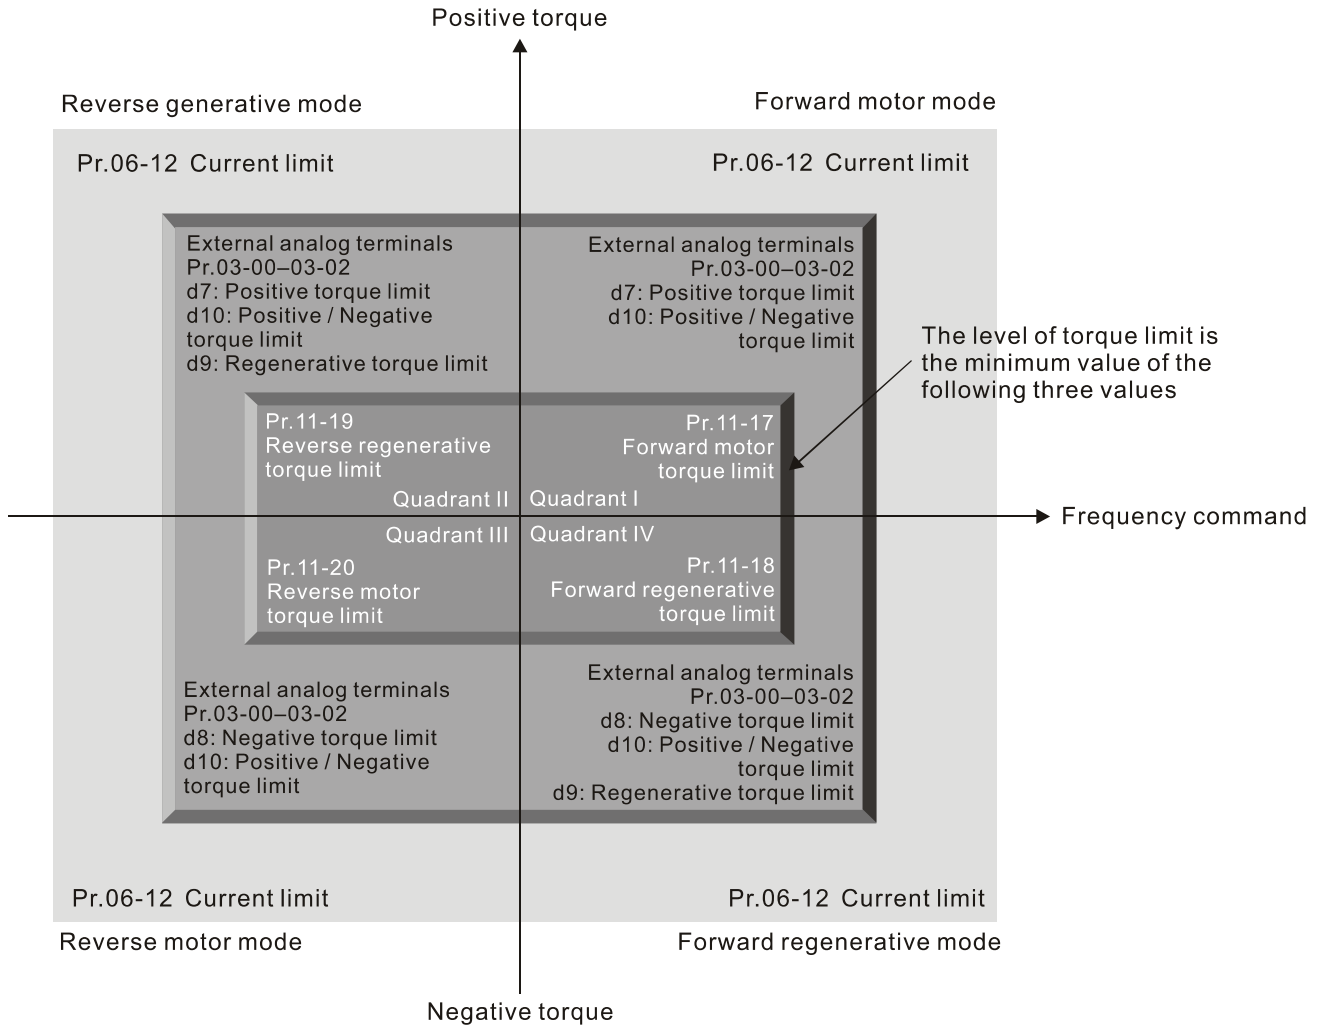 Positive torque
Reverse generative mode
Forward motor mode
Pr.06-12 Current limit
Pr.06-12 Current limit
External analog terminals
Pr.03-00–03-02
d7: Positive torque limit
d10: Positive / Negative
torque limit
d9: Regenerative torque limit
External analog terminals
Pr.03-00–03-02
d7: Positive torque limit
d10: Positive / Negative
torque limit
The level of torque limit is
the minimum value of the
following three values
Pr.11-19
Reverse regenerative
torque limit
Quadrant II
Pr.11-17
Forward motor
torque limit
Quadrant I
Frequency command
Quadrant III
Pr.11-20
Reverse motor
torque limit
Quadrant IV
Pr.11-18
Forward regenerative
torque limit
External analog terminals
Pr.03-00–03-02
d8: Negative torque limit
d10: Positive / Negative
torque limit
External analog terminals
Pr.03-00–03-02
d8: Negative torque limit
d10: Positive / Negative
torque limit
d9: Regenerative torque limit
Pr.06-12 Current limit
Pr.06-12 Current limit
Reverse motor mode
Forward regenerative mode
Negative torque